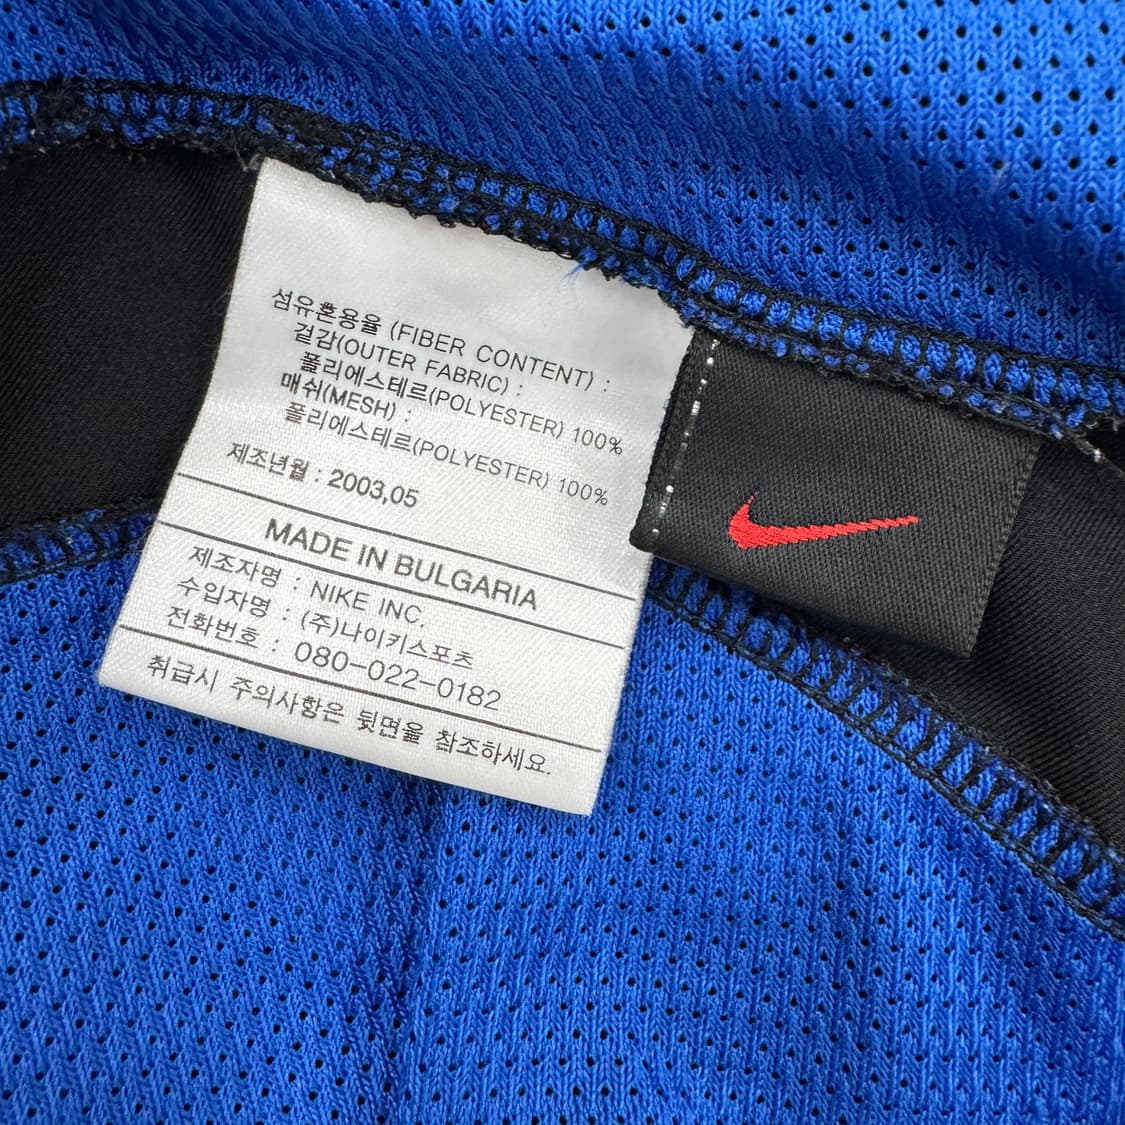 섬유혼용율 (FIBER CONTENT) :
겉감(OUTER FABRIC) :
폴리에스테르(POLYESTER) 100%
매쉬(MESH) :
폴리에스테르(POLYESTER) 100%
제조년월 : 2003,05
MADE IN BULGARIA
제조자명 : NIKE INC.
수입자명 : (주)나이키스포츠
전화번호 : 080-022-0182
취급시 주의사항은 뒷면을 참조하세요.